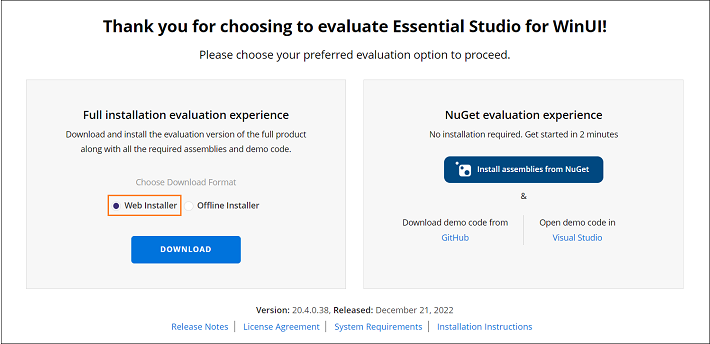 Thank you for choosing to evaluate Essential Studio for WinUI!
Please choose your preferred evaluation option to proceed.
Full installation evaluation experience
Download and install the evaluation version of the full product
along with all the required assemblies and demo code.
Choose Download Format
Web Installer
Offline Installer
DOWNLOAD
NuGet evaluation experience
No installation required. Get started in 2 minutes
Install assemblies from NuGet
&
Download demo code from
GitHub
Open demo code in
Visual Studio
Version: 20.4.0.38, Released: December 21, 2022
Release Notes | License Agreement | System Requirements | Installation Instructions